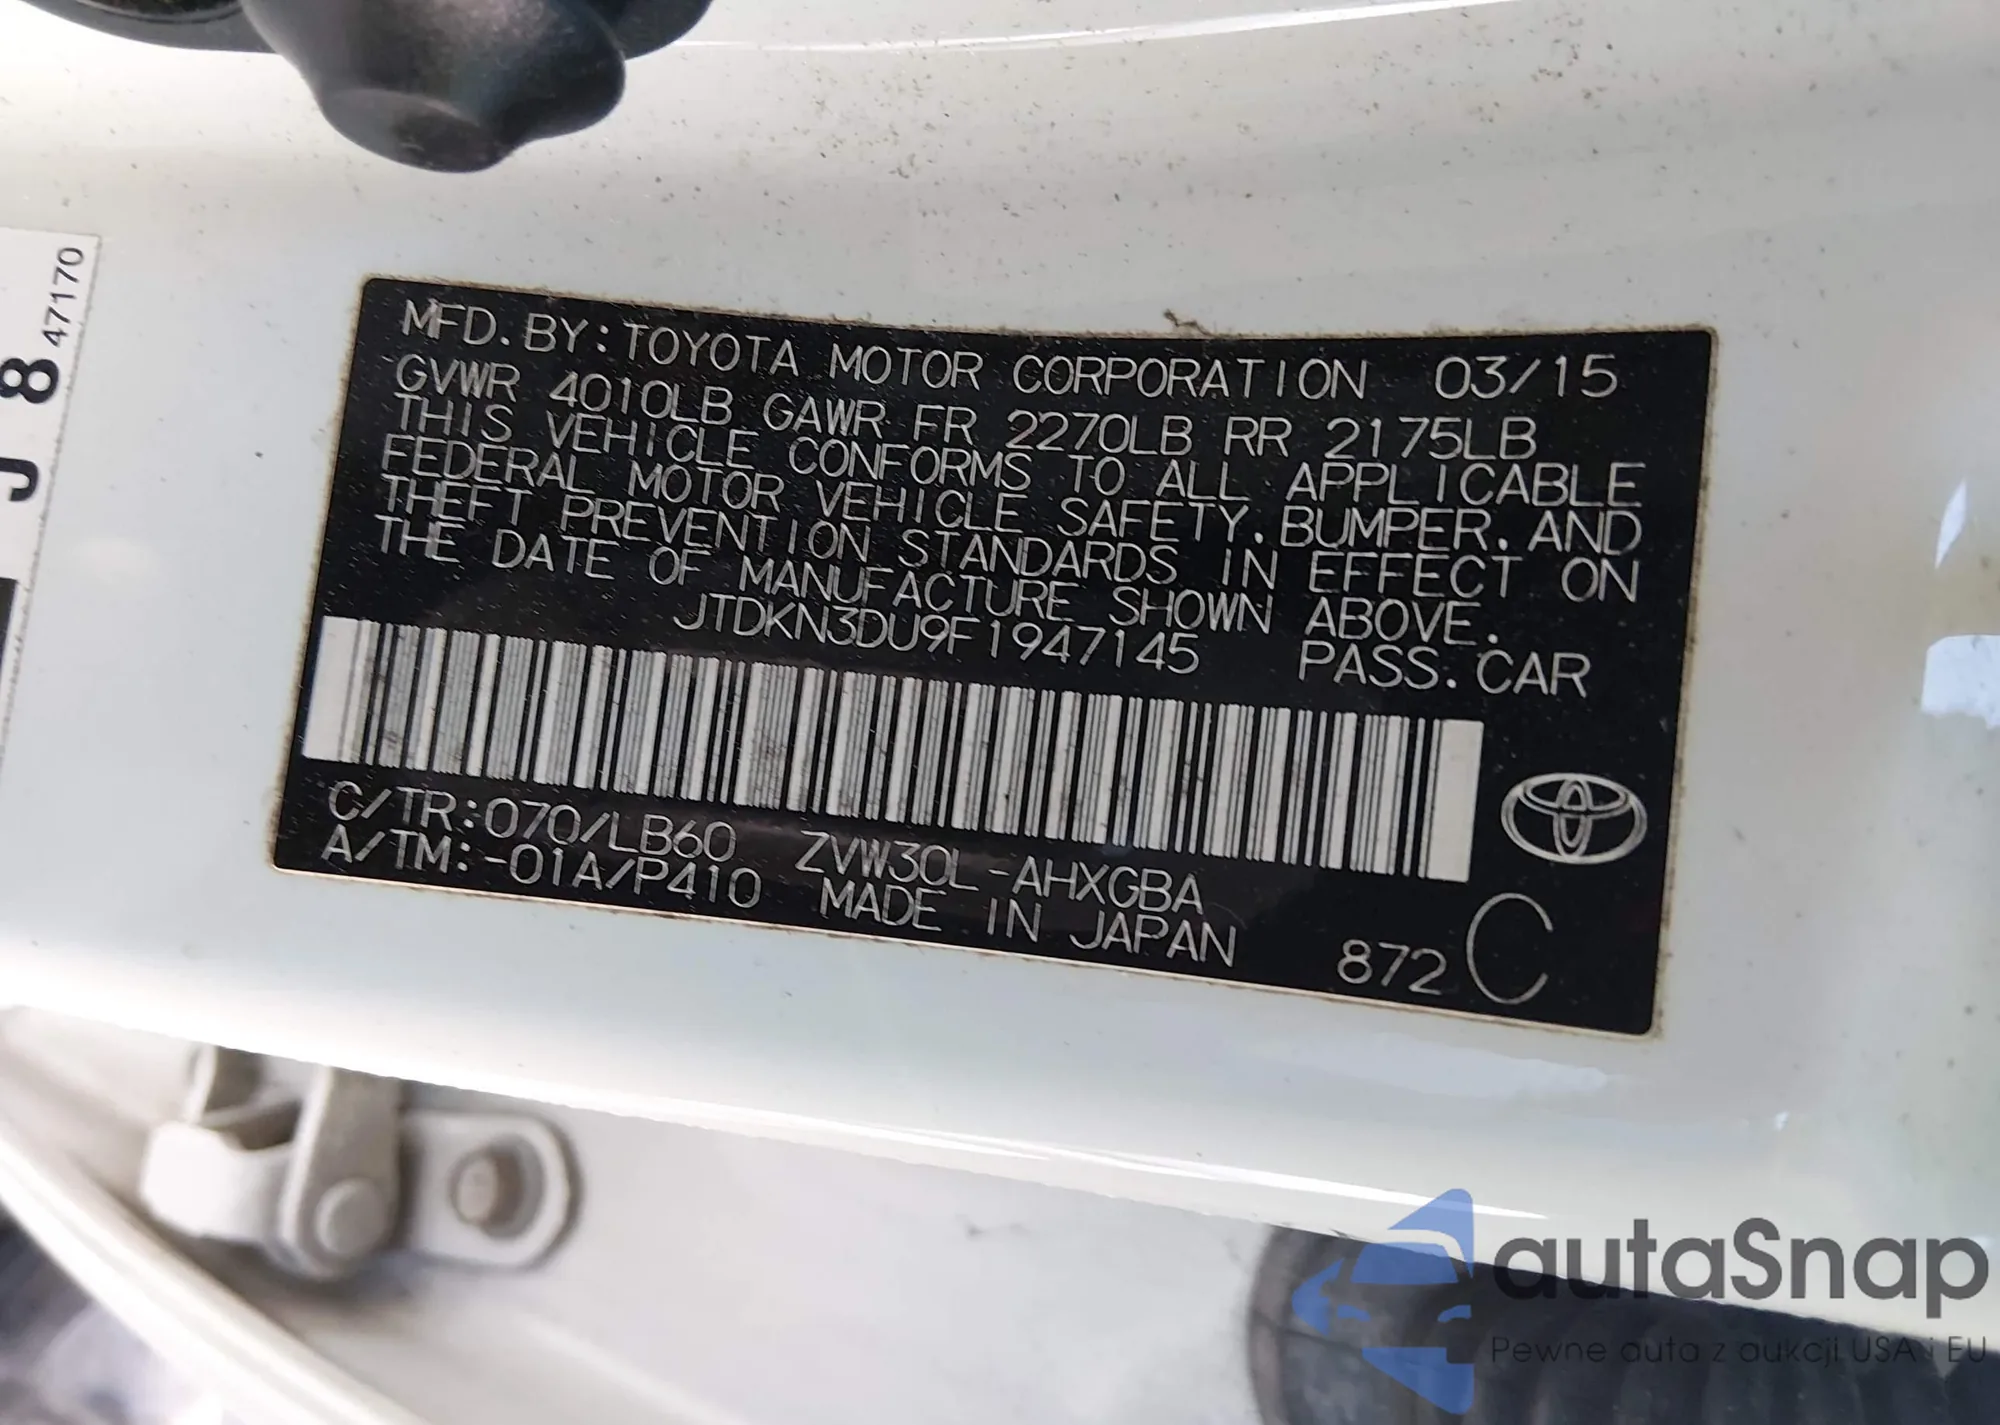 47170
J 8
MFD. BY: TOYOTA MOTOR CORPORATION 03/15
GVWR 4010LB GAWR FR 2270LB RR 2175LB
THIS VEHICLE CONFORMS TO ALL APPLICABLE
FEDERAL MOTOR VEHICLE SAFETY, BUMPER, AND
THEFT PREVENTION STANDARDS IN EFFECT ON
THE DATE OF MANUFACTURE SHOWN ABOVE.
JTDKN3DU9F1947145 PASS. CAR
C/TR:070/LB60 ZVW30L-AHXGBA
A/TM:-01A/P410 MADE IN JAPAN 872 C
autaSnap
Pewne auta z aukcji USA i EU